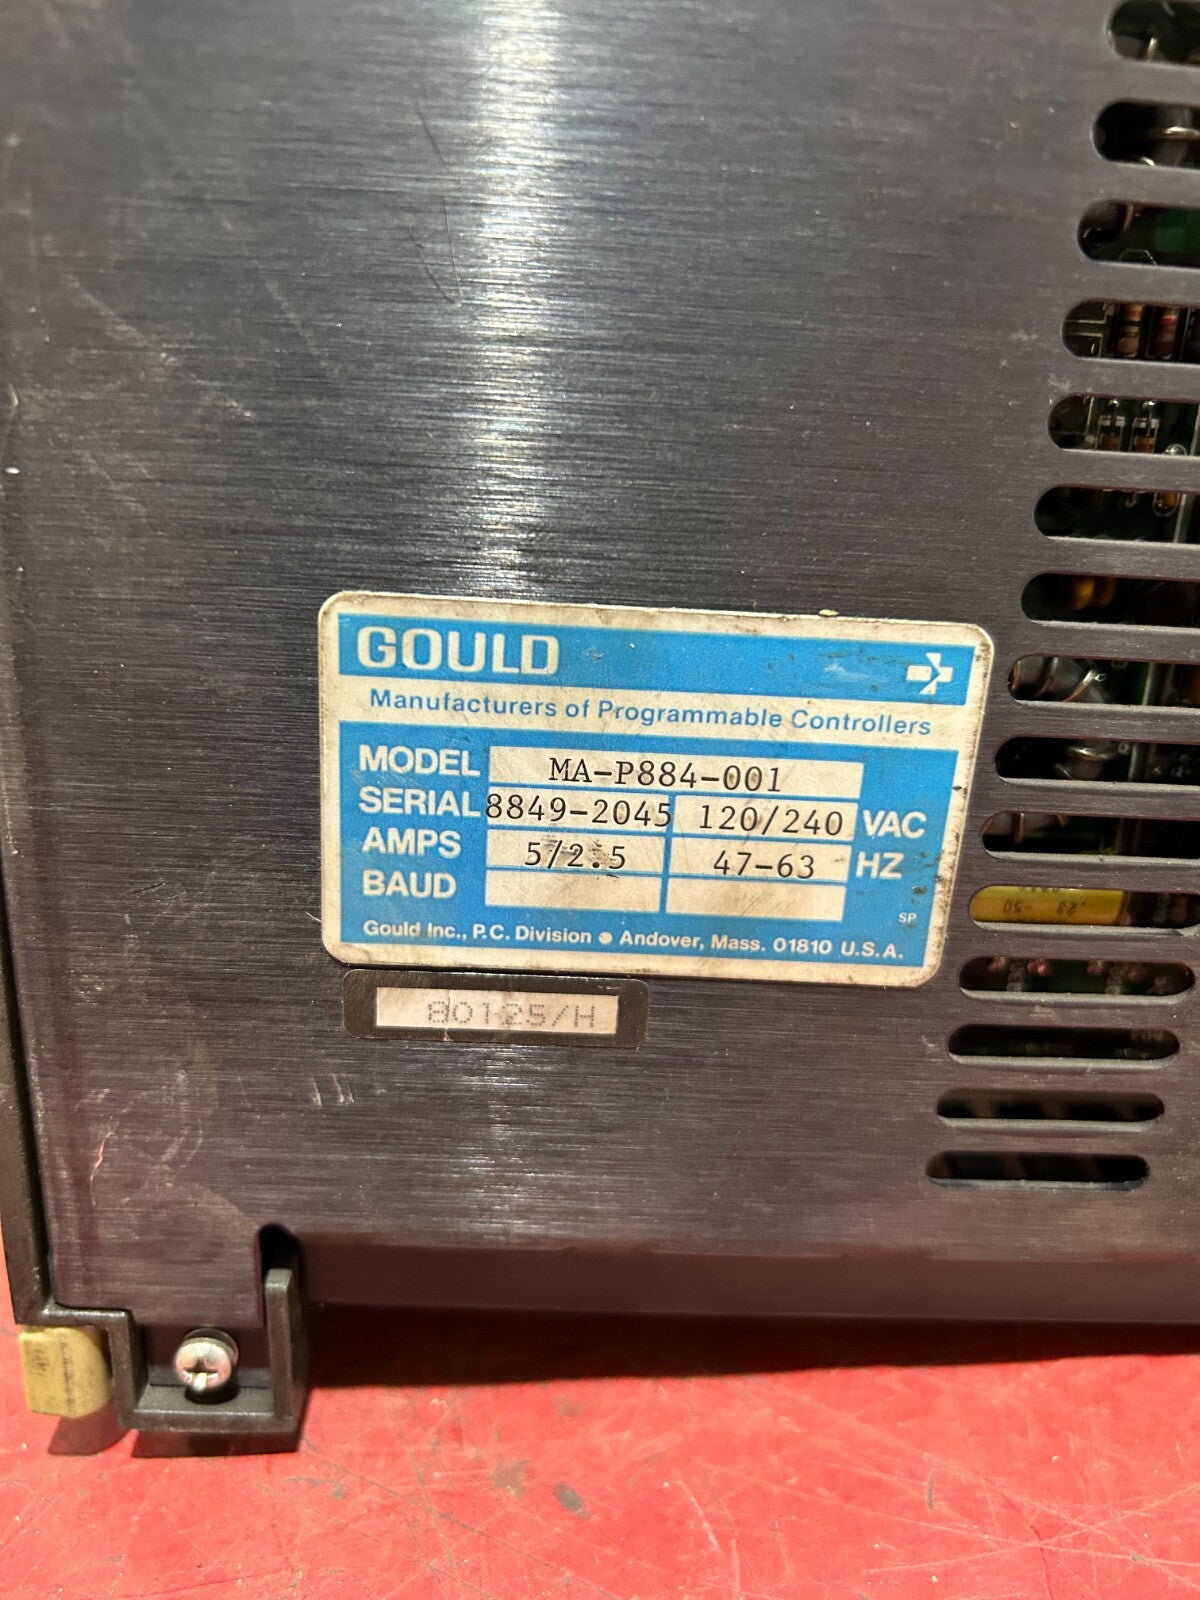 GOULD
Manufacturers of Programmable Controllers
MODEL MA-P884-001
SERIAL 8849-2045 120/240 VAC
AMPS 5/2.5 47-63 HZ
BAUD
SP
Gould Inc., P.C. Division ● Andover, Mass. 01810 U.S.A.
80125/H